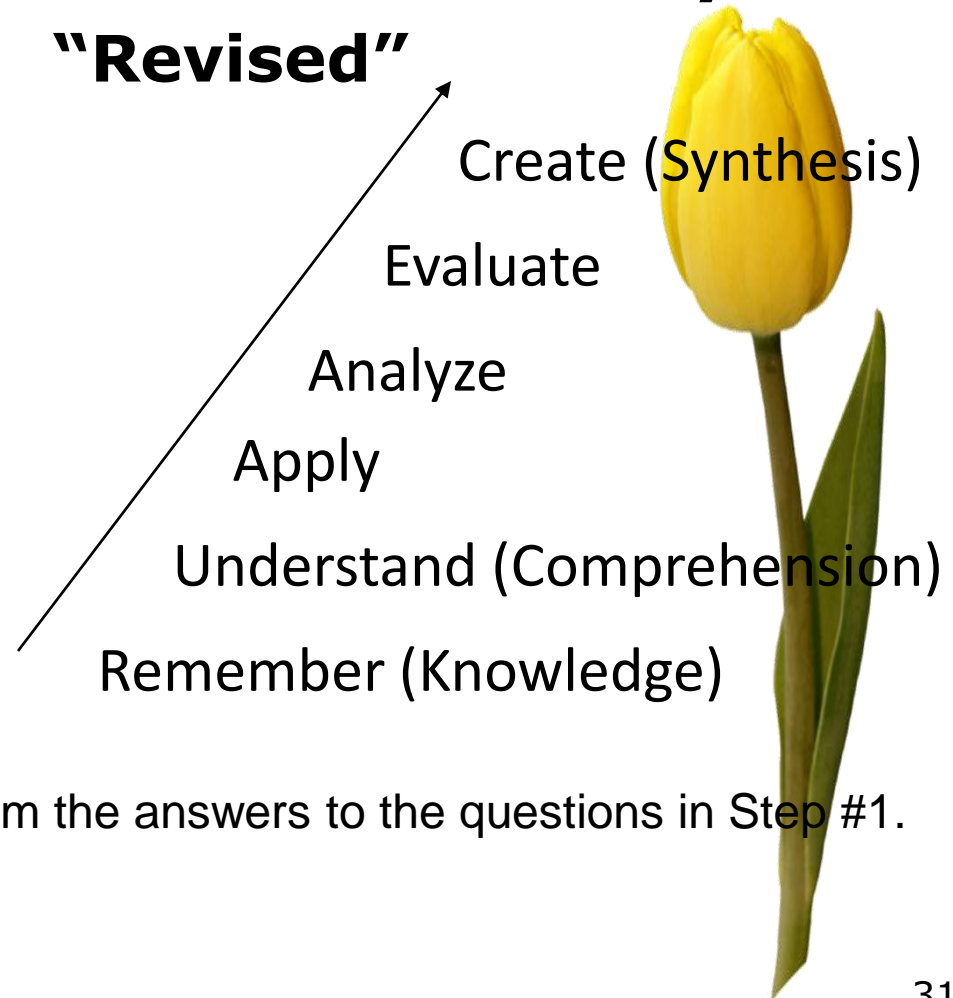 “Revised”
Create (Synthesis)
Evaluate
Analyze
Apply
Understand (Comprehension)
Remember (Knowledge)
the answers to the questions in Step #1.
31